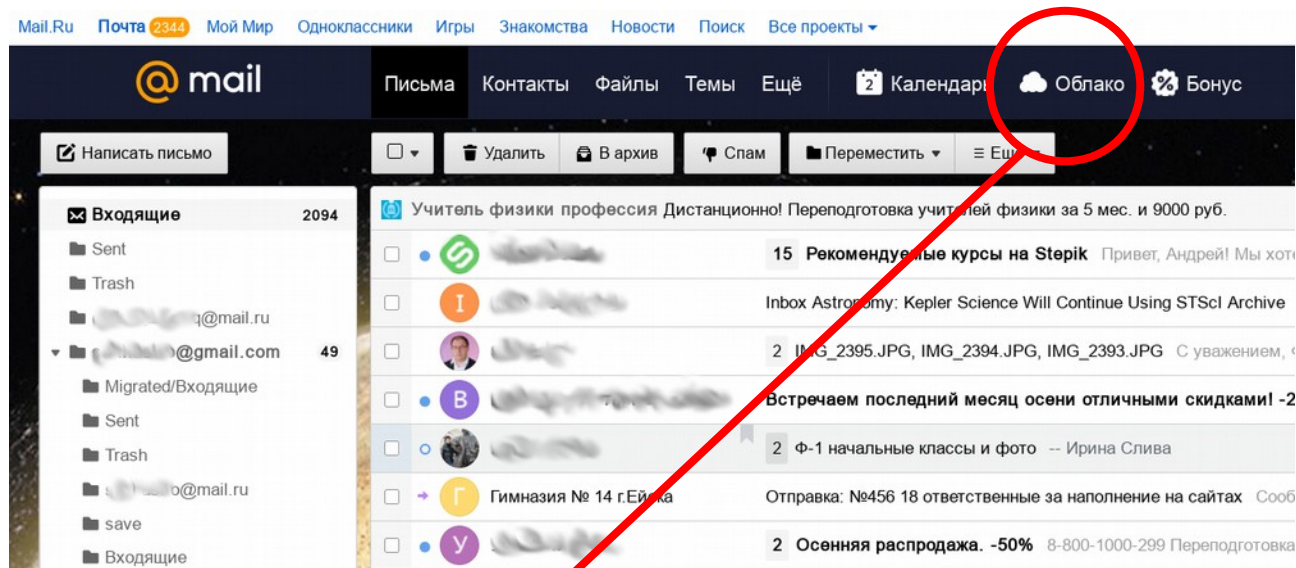 Mail.Ru Почта 2344 Мой Мир Одноклассники Игры Знакомства Новости Поиск Все проекты
@ mail Письма Контакты Файлы Темы Ещё 2 Календарь Облако % Бонус
Написать письмо Удалить В архив Спам Переместить
Входящие 2094
Sent
Trash
q@mail.ru
@gmail.com 49
Migrated/Входящие
Sent
Trash
o@mail.ru
save
Входящие
Учитель физики профессия Дистанционно! Переподготовка учителей физики за 5 мес. и 9000 руб.
15 Рекомендуемые курсы на Stepik Привет, Андрей! Мы хоте
I Inbox Astronomy: Kepler Science Will Continue Using STScI Archive
2 IMG_2395.JPG, IMG_2394.JPG, IMG_2393.JPG С уважением,
В Встречаем последний месяц осени отличными скидками! -2
2 Ф-1 начальные классы и фото -- Ирина Слива
Г Гимназия № 14 г.Ейска Отправка: №456 18 ответственные за наполнение на сайтах Сооб
У 2 Осенняя распродажа. -50% 8-800-1000-299 Переподготовка